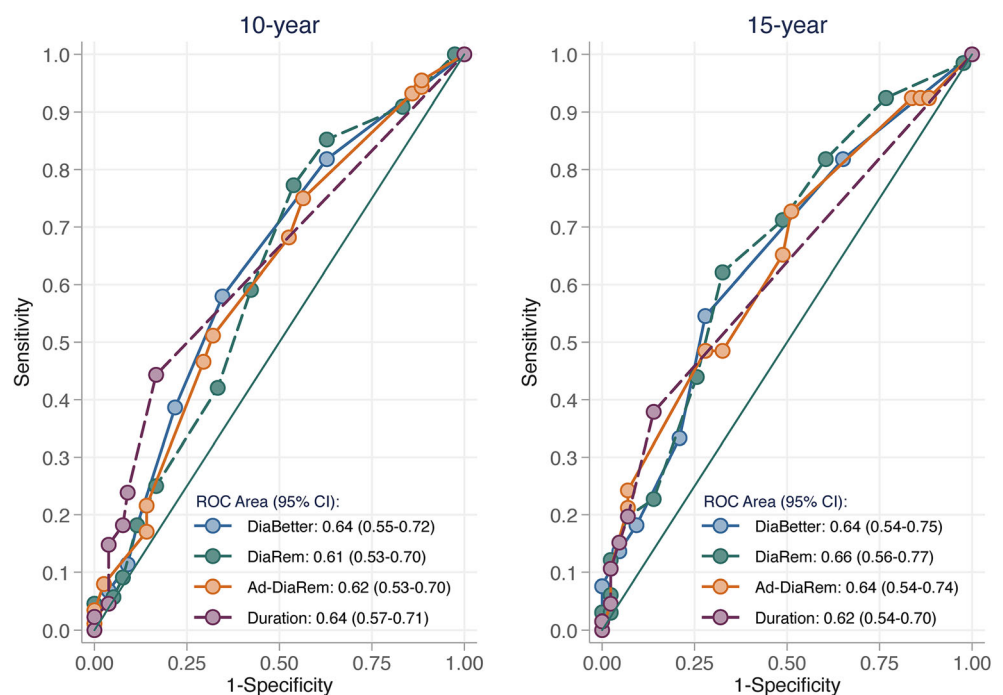 10-year
Sensitivity
1.0
0.9
0.8
0.7
0.6
0.5
0.4
0.3
0.2
0.1
0.0
ROC Area (95% CI):
DiaBetter: 0.64 (0.55-0.72)
DiaRem: 0.61 (0.53-0.70)
Ad-DiaRem: 0.62 (0.53-0.70)
Duration: 0.64 (0.57-0.71)
0.00 0.25 0.50 0.75 1.00
1-Specificity
15-year
Sensitivity
1.0
0.9
0.8
0.7
0.6
0.5
0.4
0.3
0.2
0.1
0.0
ROC Area (95% CI):
DiaBetter: 0.64 (0.54-0.75)
DiaRem: 0.66 (0.56-0.77)
Ad-DiaRem: 0.64 (0.54-0.74)
Duration: 0.62 (0.54-0.70)
0.00 0.25 0.50 0.75 1.00
1-Specificity